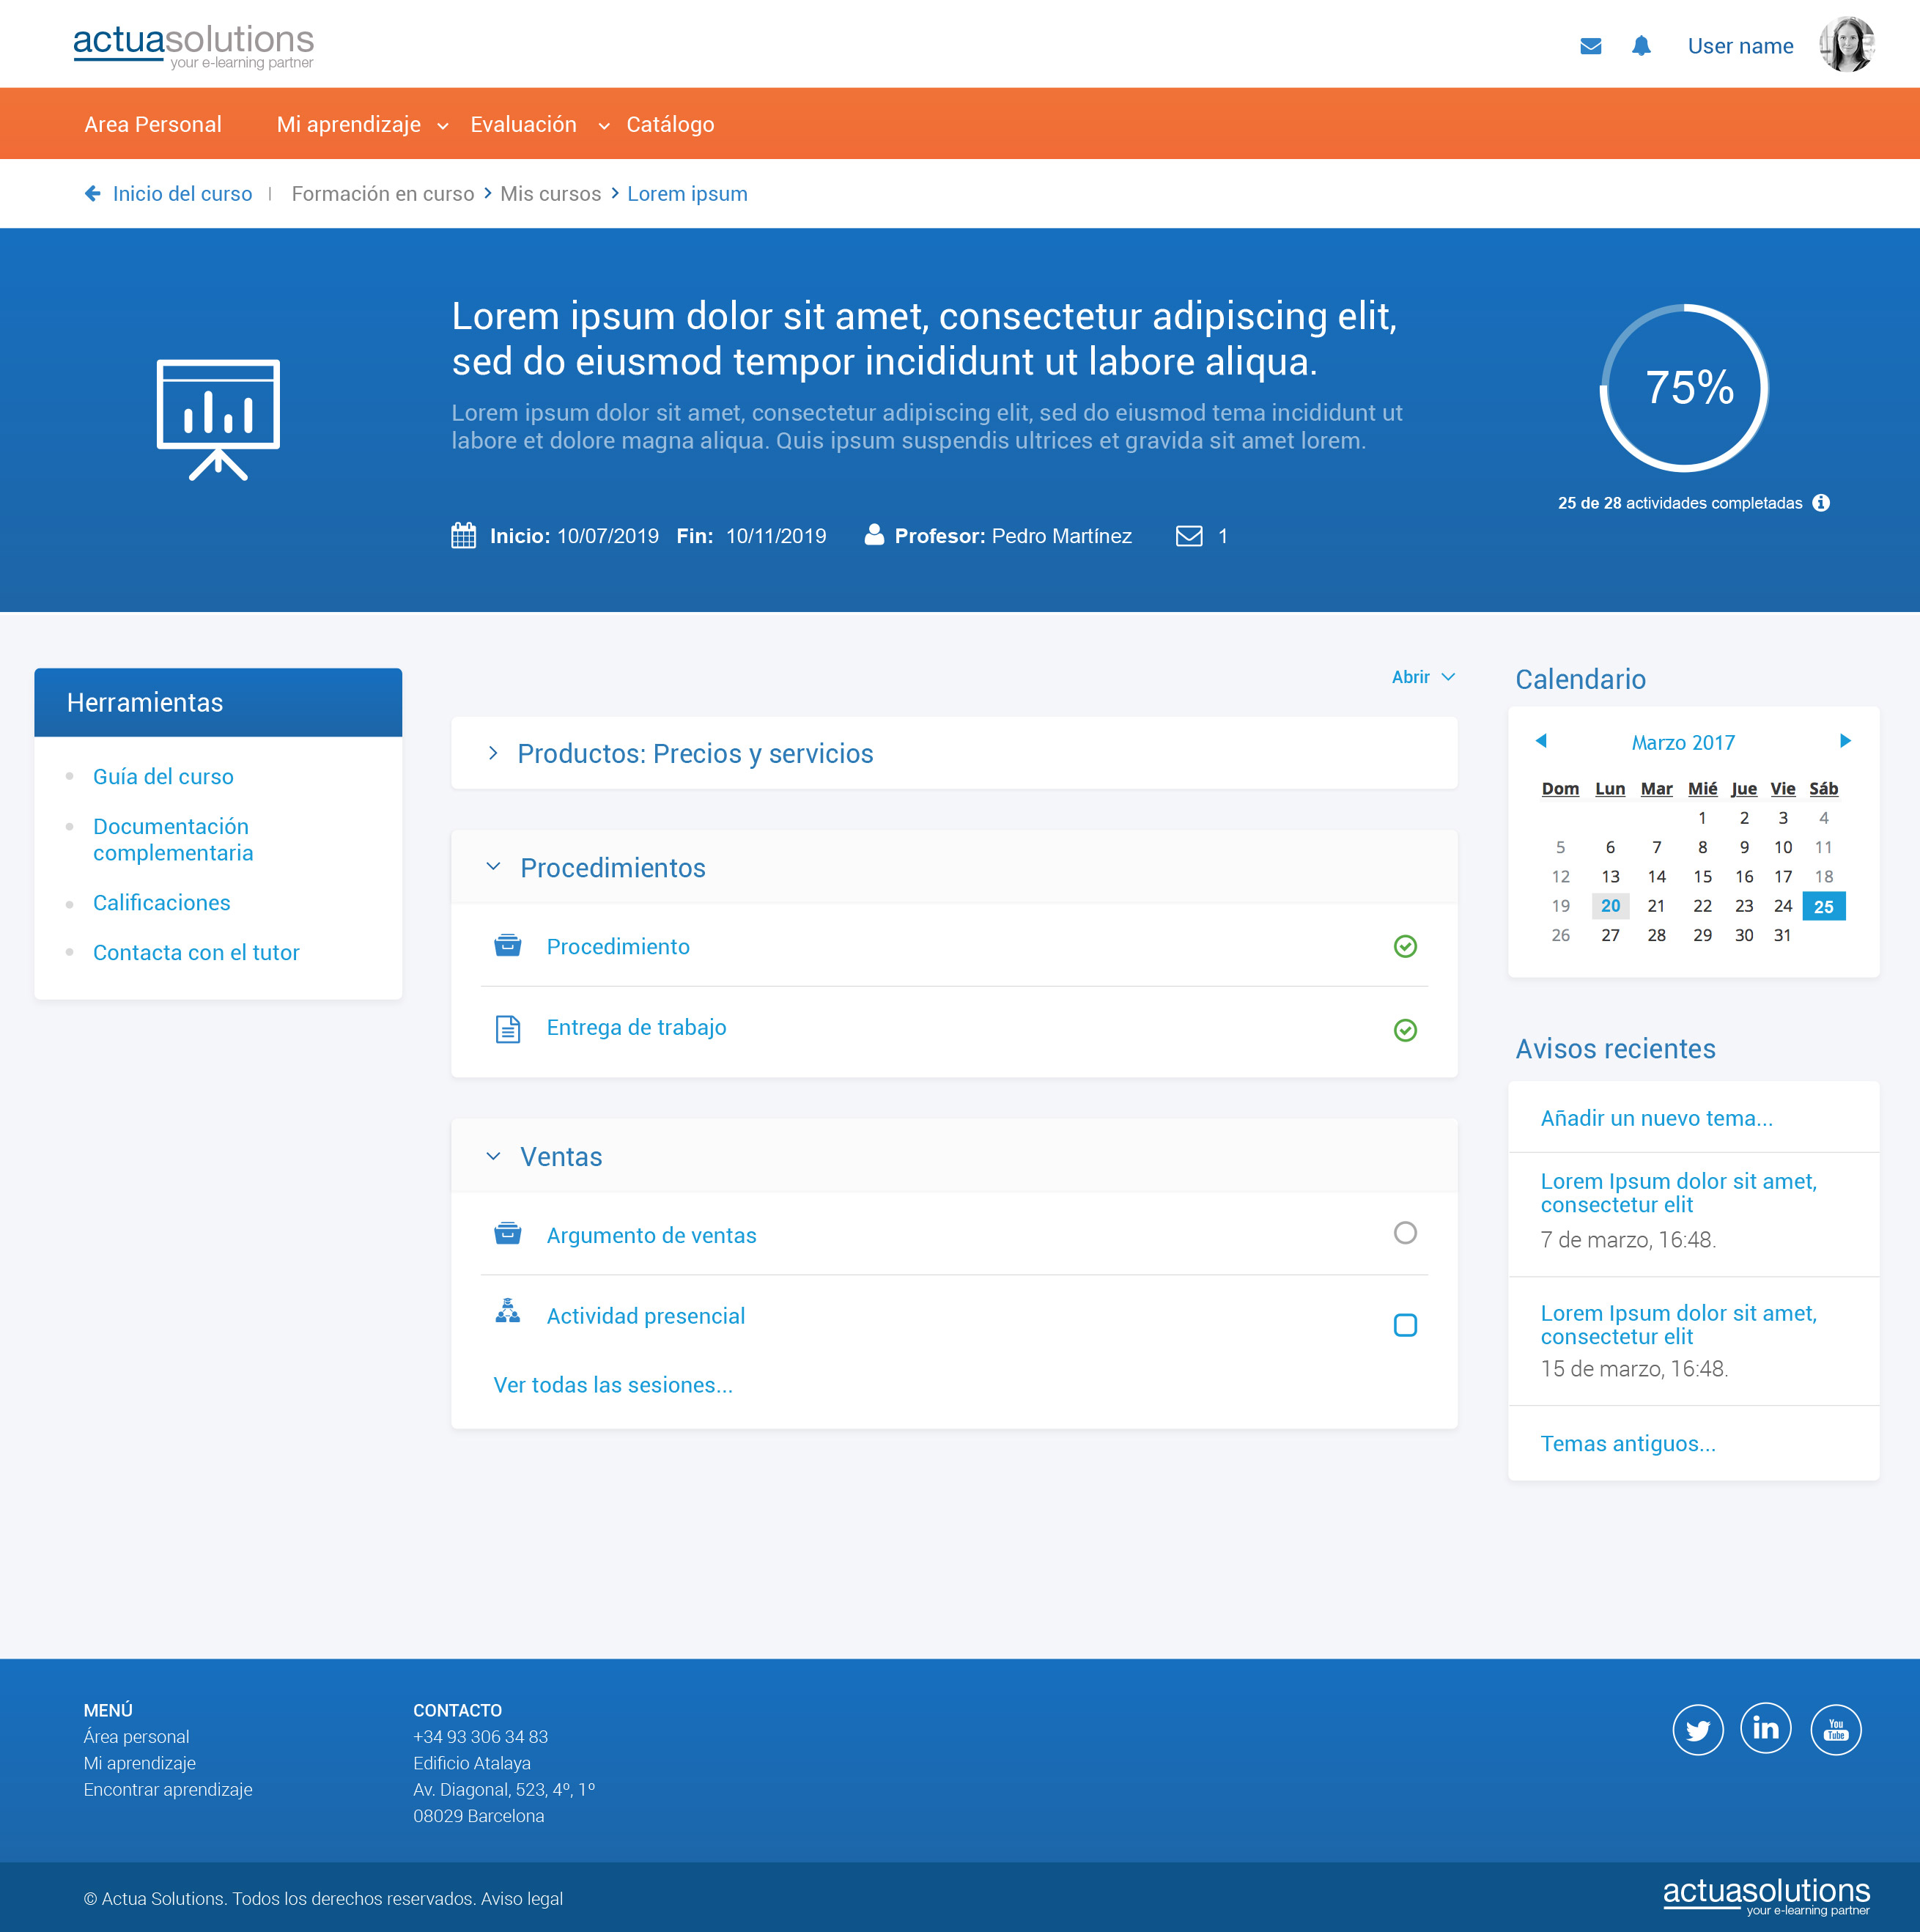 actuasolutions
your e-learning partner
User name
Area Personal Mi aprendizaje Evaluación Catálogo
Inicio del curso | Formación en curso > Mis cursos > Lorem ipsum
Lorem ipsum dolor sit amet, consectetur adipiscing elit,
sed do eiusmod tempor incididunt ut labore aliqua.
Lorem ipsum dolor sit amet, consectetur adipiscing elit, sed do eiusmod tema incididunt ut
labore et dolore magna aliqua. Quis ipsum suspendis ultrices et gravida sit amet lorem.
Inicio: 10/07/2019 Fin: 10/11/2019 Profesor: Pedro Martínez 1
75%
25 de 28 actividades completadas
Herramientas
Guía del curso
Documentación
complementaria
Calificaciones
Contacta con el tutor
Abrir
Productos: Precios y servicios
Procedimientos
Procedimiento
Entrega de trabajo
Ventas
Argumento de ventas
Actividad presencial
Ver todas las sesiones...
Calendario
Marzo 2017
Dom Lun Mar Mié Jue Vie Sáb
1 2 3 4
5 6 7 8 9 10 11
12 13 14 15 16 17 18
19 20 21 22 23 24 25
26 27 28 29 30 31
Avisos recientes
Añadir un nuevo tema...
Lorem Ipsum dolor sit amet,
consectetur elit
7 de marzo, 16:48.
Lorem Ipsum dolor sit amet,
consectetur elit
15 de marzo, 16:48.
Temas antiguos...
MENÚ
Área personal
Mi aprendizaje
Encontrar aprendizaje
CONTACTO
+34 93 306 34 83
Edificio Atalaya
Av. Diagonal, 523, 4º, 1º
08029 Barcelona
in
You
Tube
© Actua Solutions. Todos los derechos reservados. Aviso legal
actuasolutions
your e-learning partner